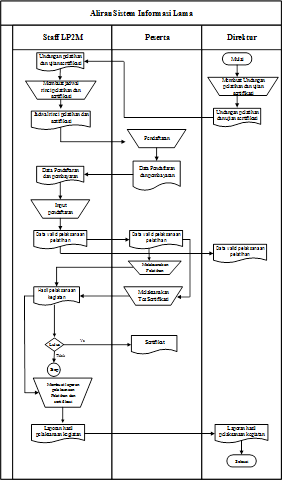 Aliran Sistem Informasi Lama
Staff LP2M
Peserta
Direktur
Undangan pelatihan
dan ujian sertifikasi
Mulai
Membuat jadwal
rinci pelatihan dan
sertifikasi
Membuat Undangan
pelatihan dan ujian
sertifikasi
Jadwal rinci pelatihan dan
sertifikasi
Undangan pelatihan
dan ujian sertifikasi
Pendaftaran
Data Pendaftaran
dan pembayaran
Data Pendaftaran
dan pembayaran
Input
pendaftaran
Data valid pelaksanaan
pelatihan
Data valid pelaksanaan
pelatihan
Data valid pelaksanaan
pelatihan
Melaksanakan
Pelatihan
Hasil pelaksanaan
kegiatan
Melaksanakan
Tes Sertifikasi
Lulus
Ya
Sertifikat
Tidak
Stop
Membuat laporan
pelaksanaan
Pelatihan dan
sertifikasi
Laporan hasil
pelaksanaan kegiatan
Laporan hasil
pelaksanaan kegiatan
Selesai